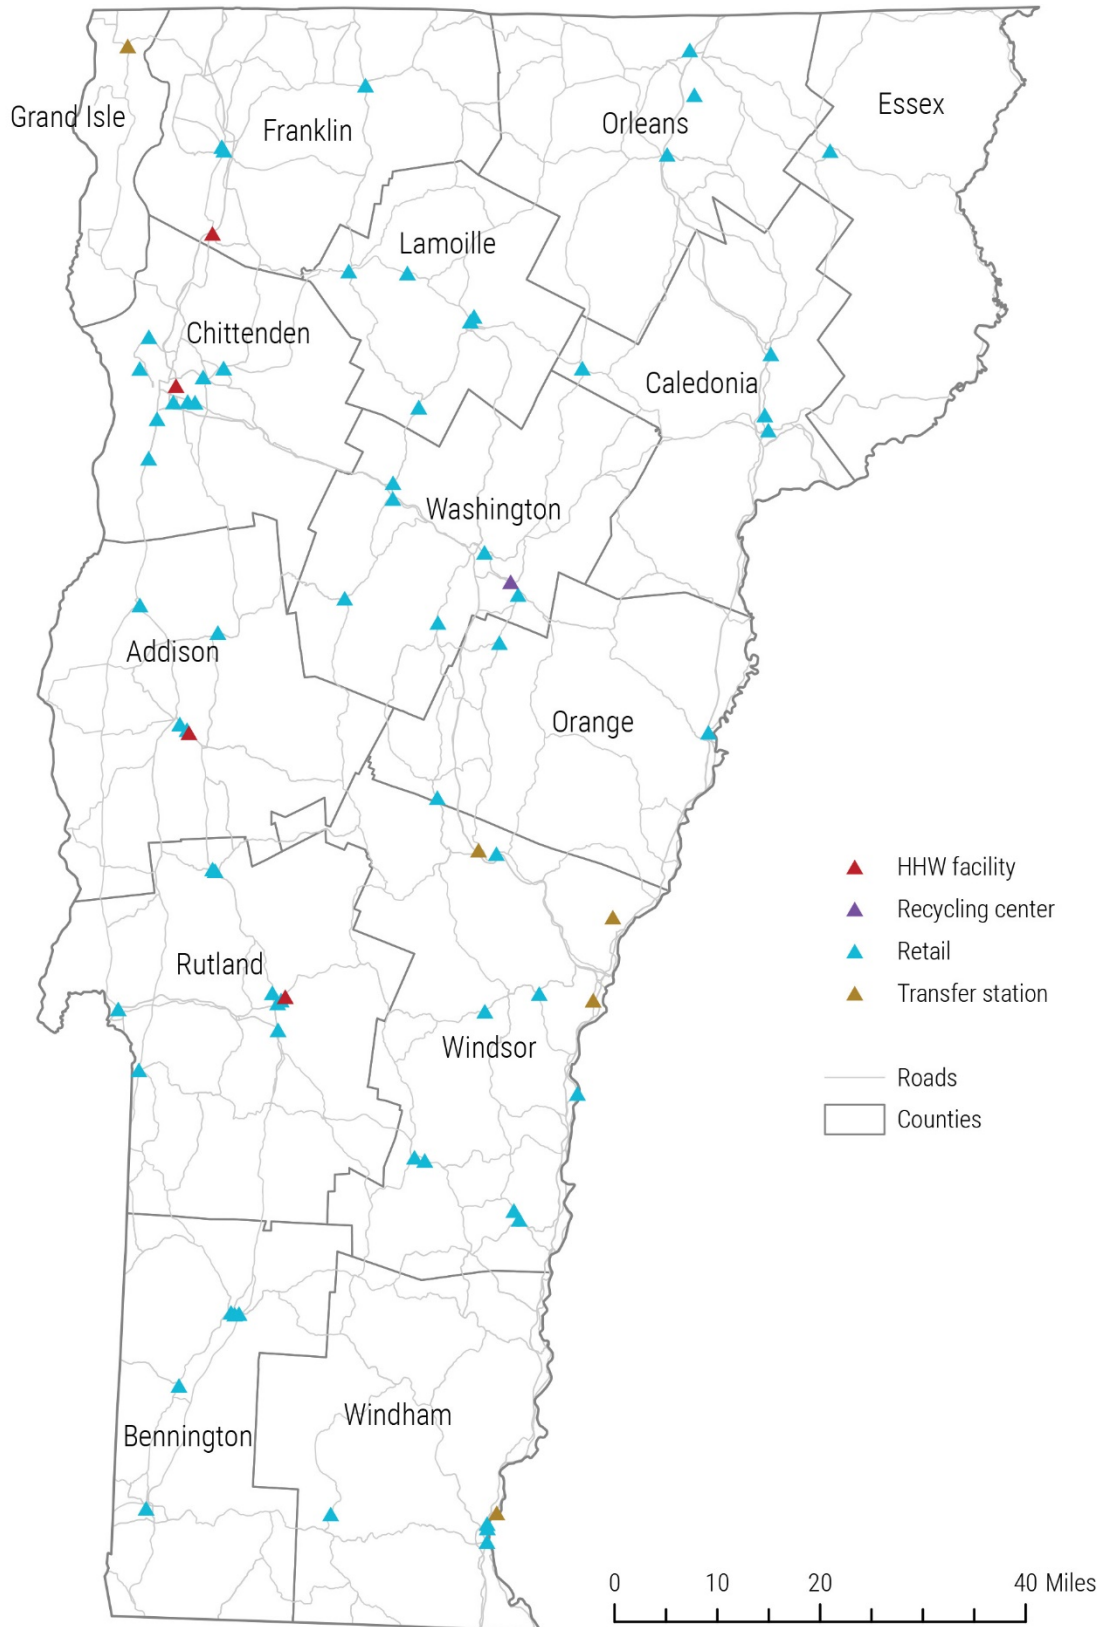 Grand Isle
Franklin
Orleans
Essex
Lamoille
Chittenden
Caledonia
Washington
Addison
Orange
HHW facility
Recycling center
Retail
Transfer station
Rutland
Windsor
Roads
Counties
Windham
Bennington
0 10 20 40 Miles